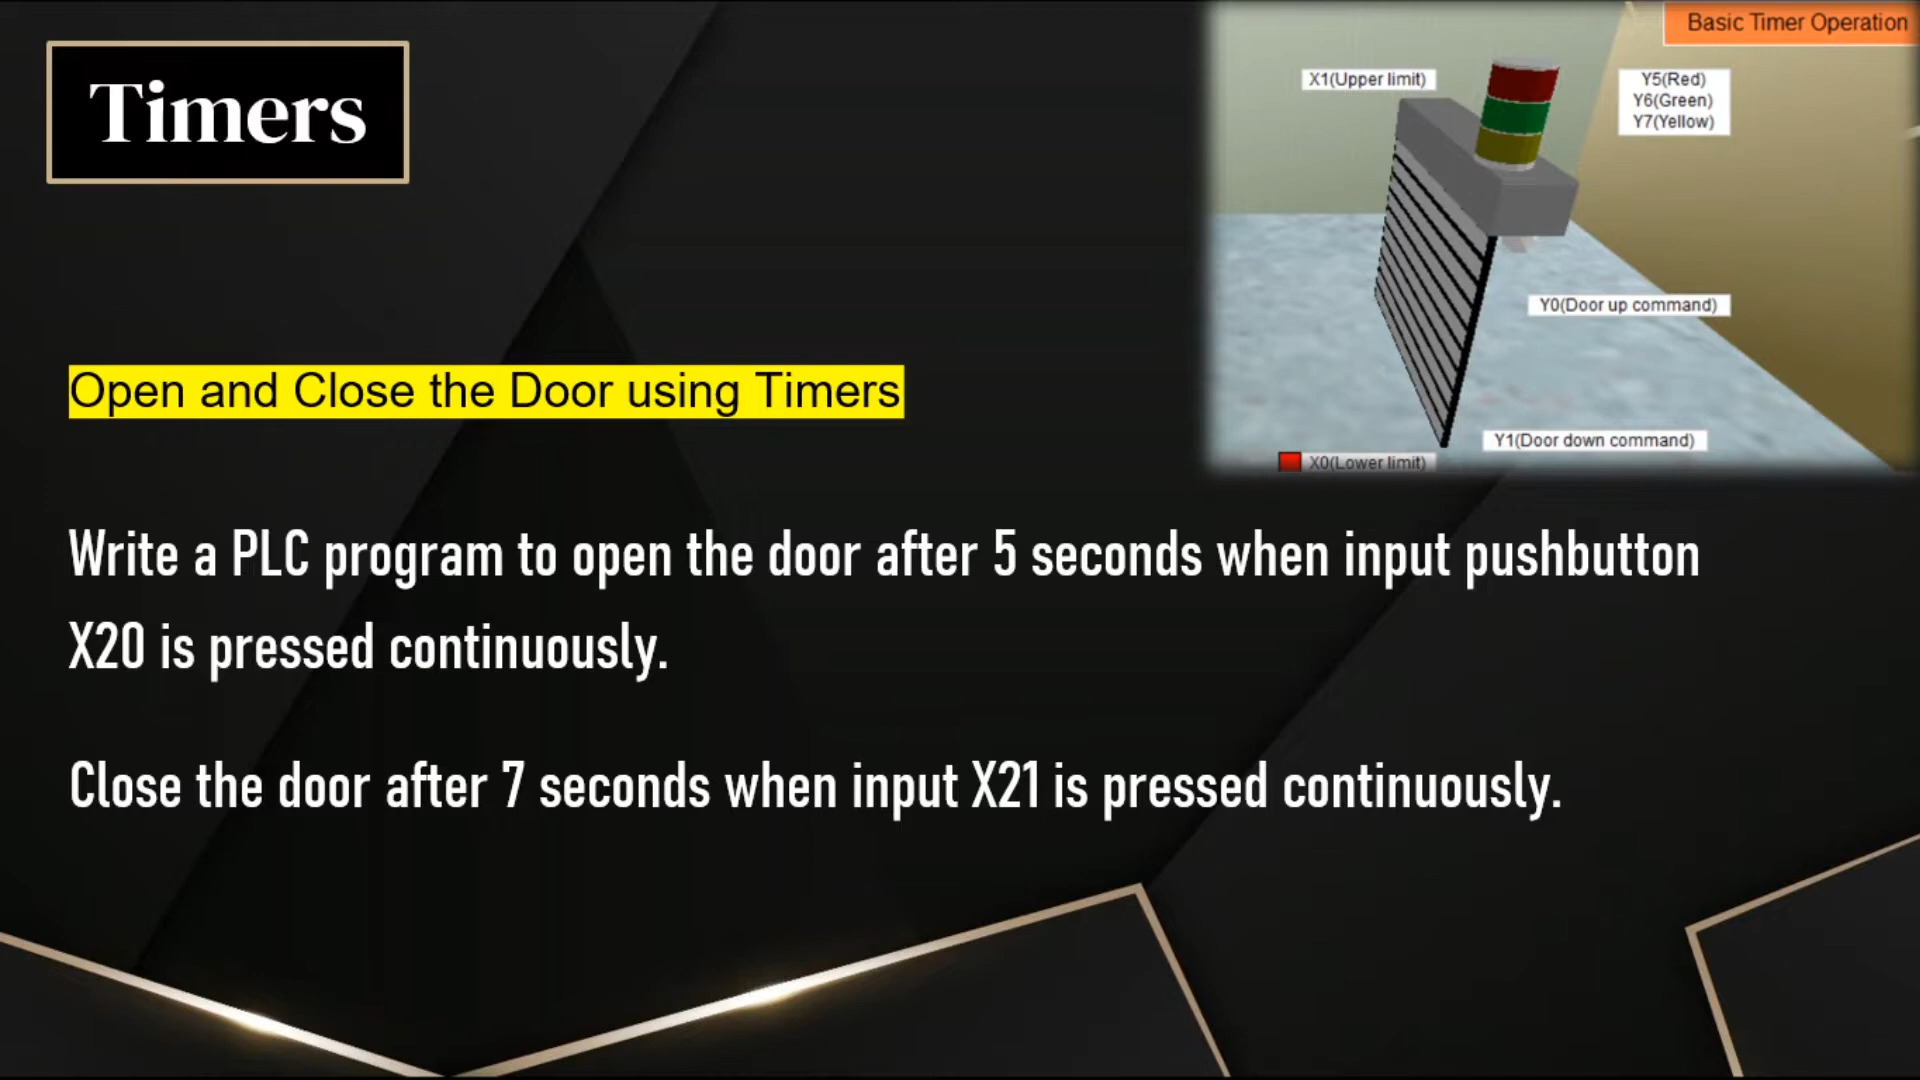 Timers
Basic Timer Operation
X1(Upper limit)
Y5(Red)
Y6(Green)
Y7(Yellow)
Y0(Door up command)
Y1(Door down command)
X0(Lower limit)
Open and Close the Door using Timers
Write a PLC program to open the door after 5 seconds when input pushbutton
X20 is pressed continuously.
Close the door after 7 seconds when input X21 is pressed continuously.